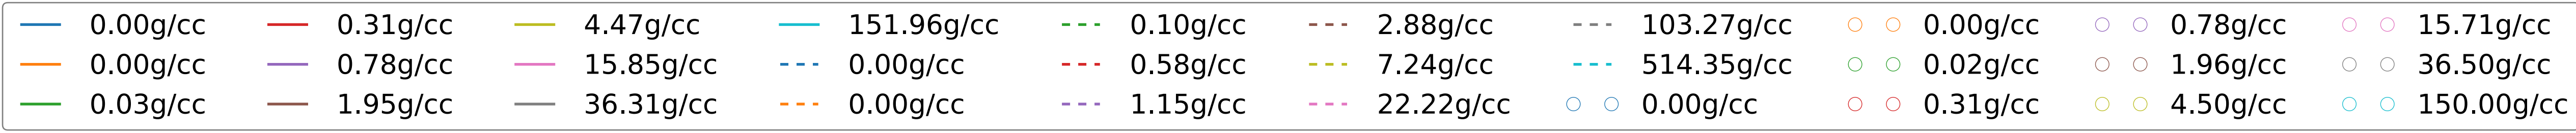 0.00g/cc 0.31g/cc 4.47g/cc 151.96g/cc 0.10g/cc 2.88g/cc 103.27g/cc 0.00g/cc 0.78g/cc 15.71g/cc
0.00g/cc 0.78g/cc 15.85g/cc 0.00g/cc 0.58g/cc 7.24g/cc 514.35g/cc 0.02g/cc 1.96g/cc 36.50g/cc
0.03g/cc 1.95g/cc 36.31g/cc 0.00g/cc 1.15g/cc 22.22g/cc 0.00g/cc 0.31g/cc 4.50g/cc 150.00g/cc